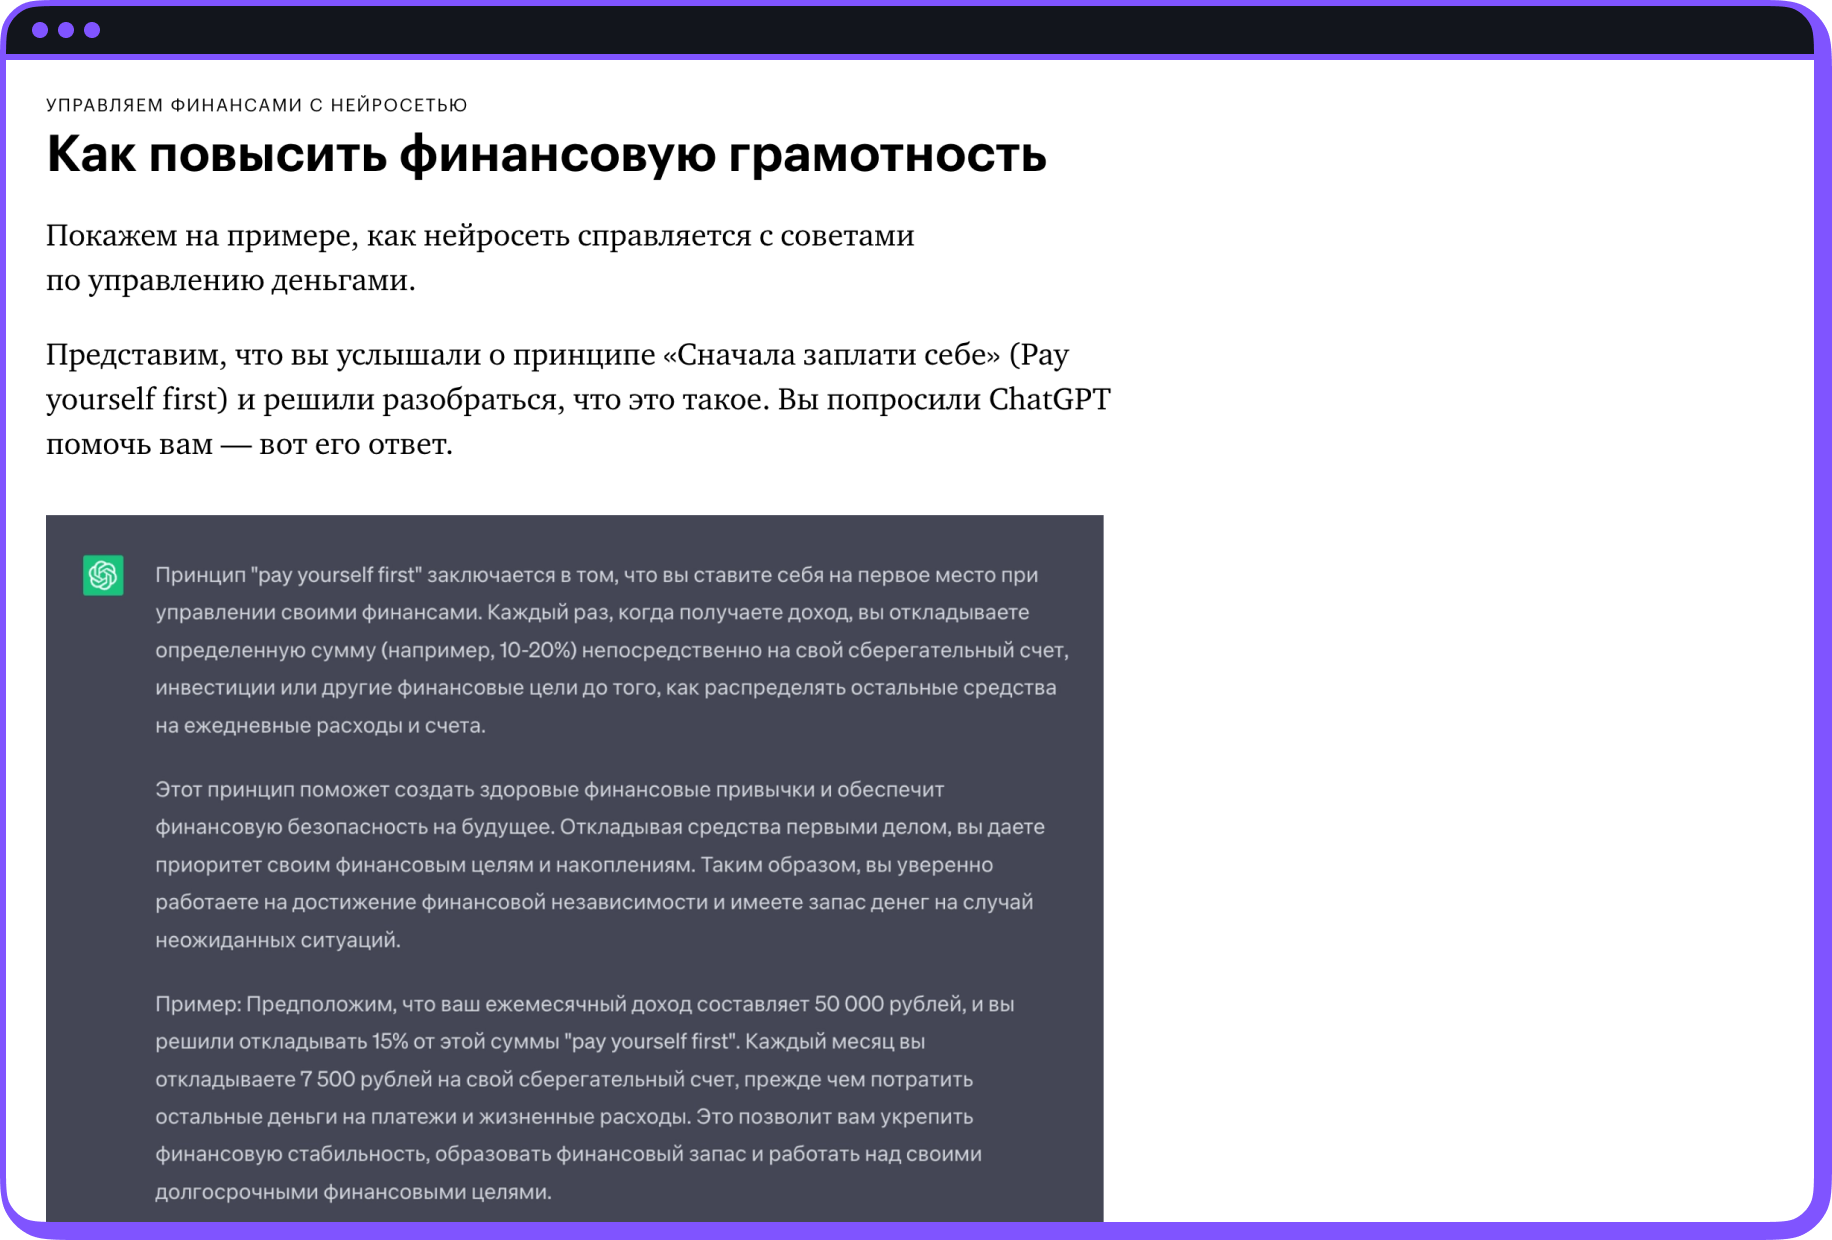 УПРАВЛЯЕМ ФИНАНСАМИ С НЕЙРОСЕТЬЮ
Как повысить финансовую грамотность
Покажем на примере, как нейросеть справляется с советами
по управлению деньгами.
Представим, что вы услышали о принципе «Сначала заплати себе» (Pay
yourself first) и решили разобраться, что это такое. Вы попросили ChatGPT
помочь вам — вот его ответ.
Принцип "pay yourself first" заключается в том, что вы ставите себя на первое место при
управлении своими финансами. Каждый раз, когда получаете доход, вы откладываете
определенную сумму (например, 10-20%) непосредственно на свой сберегательный счет,
инвестиции или другие финансовые цели до того, как распределять остальные средства
на ежедневные расходы и счета.
Этот принцип поможет создать здоровые финансовые привычки и обеспечит
финансовую безопасность на будущее. Откладывая средства первыми делом, вы даете
приоритет своим финансовым целям и накоплениям. Таким образом, вы уверенно
работаете на достижение финансовой независимости и имеете запас денег на случай
неожиданных ситуаций.
Пример: Предположим, что ваш ежемесячный доход составляет 50 000 рублей, и вы
решили откладывать 15% от этой суммы "pay yourself first". Каждый месяц вы
откладываете 7 500 рублей на свой сберегательный счет, прежде чем потратить
остальные деньги на платежи и жизненные расходы. Это позволит вам укрепить
финансовую стабильность, образовать финансовый запас и работать над своими
долгосрочными финансовыми целями.